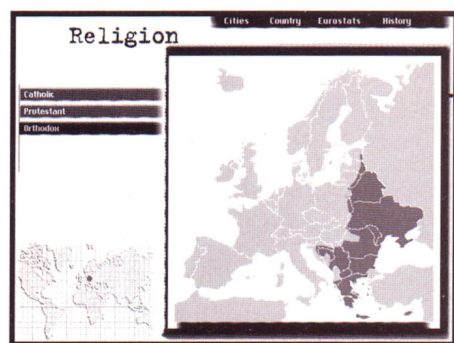 Cities Country Eurostats History
Religion
Catholic
Protestant
Orthodox